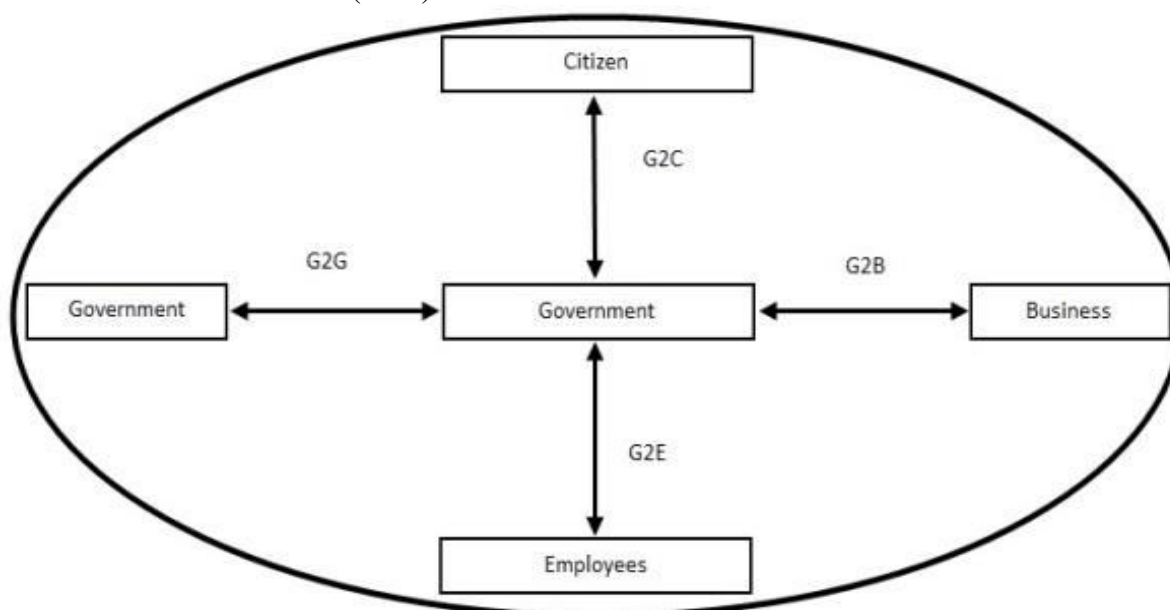 Citizen
G2C
G2G
G2B
Government
Government
Business
G2E
Employees